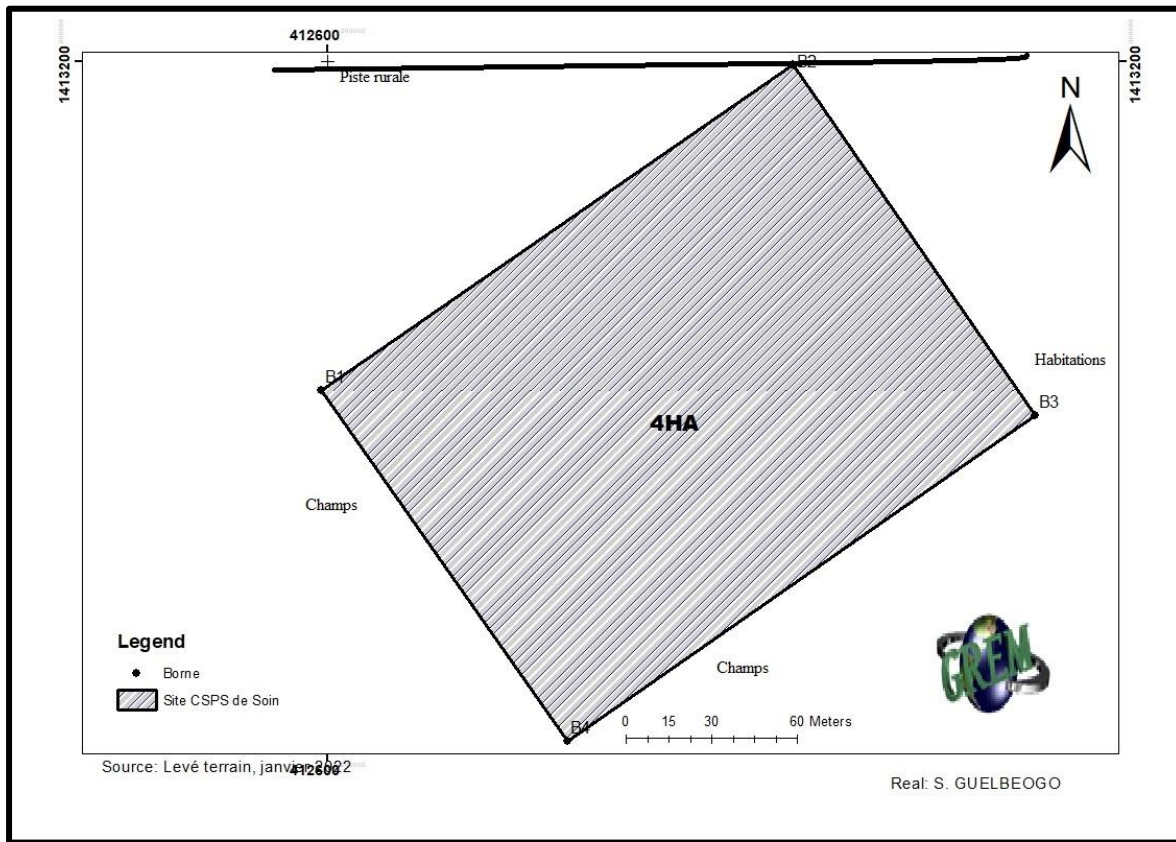 412600
1413200
1413200
Piste rurale
B2
N
B1
Habitations
B3
4HA
Champs
Legend
Borne
Site CSPS de Soin
Champs
GREM
B4
0 15 30 60 Meters
Source: Levé terrain, janvier 2022
412600
Real: S. GUELBEOGO